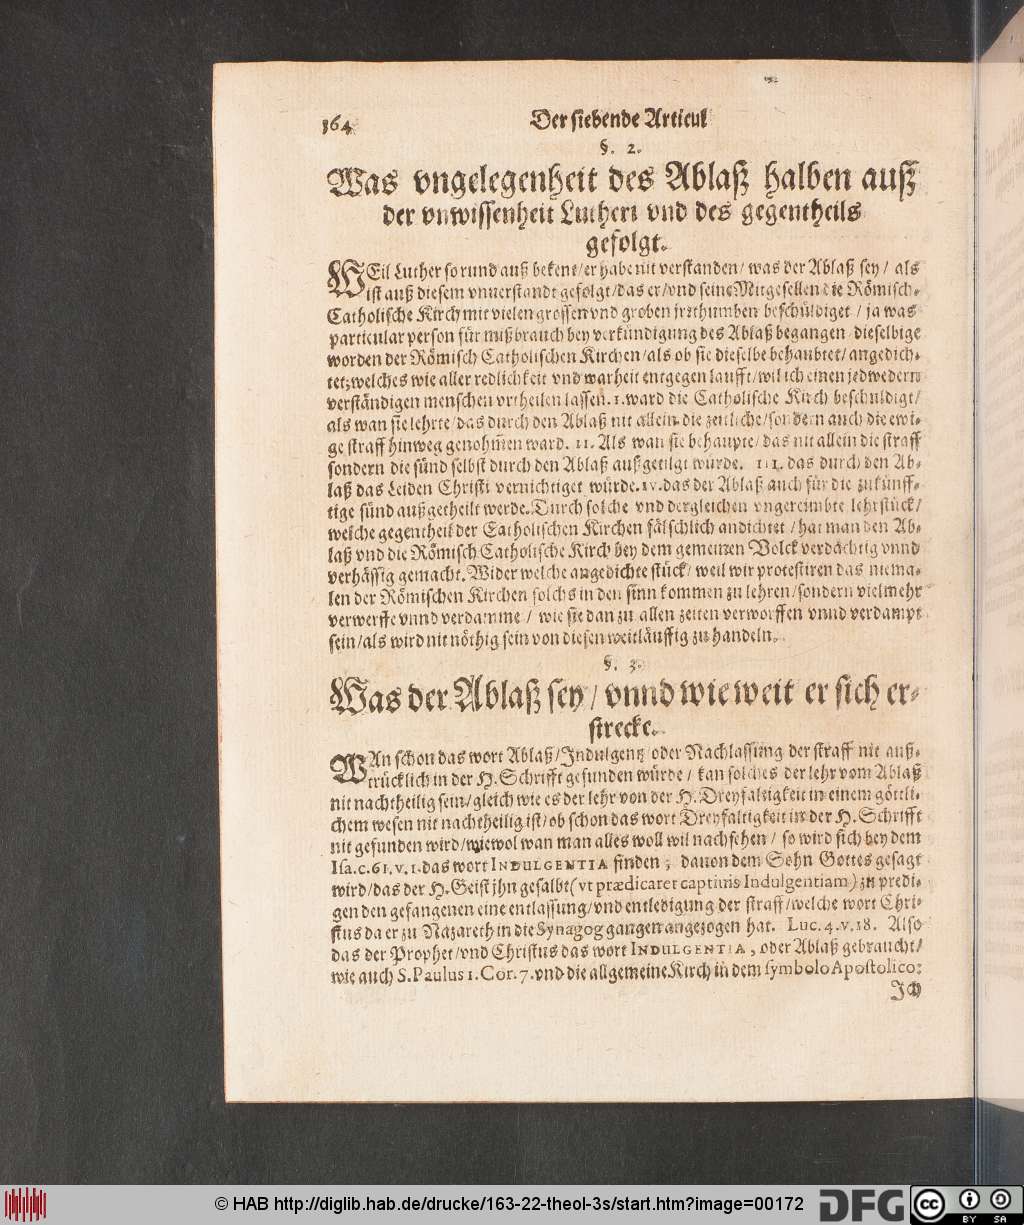 164
Der siebende Articul
§. 2.
Was vngelegenheit des Ablaß halben auß
der vnwissenheit Lutheri vnd des gegentheils
gefolgt.
WEil Luther so rund auß bekent/er habe nit verstanden/ was der Ablaß sey/ als
ist auß diesem vnuerstandt gefolgt/das er/vnd seine Mitgesellen die Römisch-
Catholische Kirch mit vielen grossen vnd groben jrrthumben beschüldiget / ja was
particular person für mißbrauch bey verkündigung des Ablaß begangen dieselbige
worden der Römisch Catholischen Kirchen/als ob sie dieselbe behaubtet/angedich-
tet;welches wie aller redlichkeit vnd warheit entgegen laufft/wil ich einen jedwedern
verständigen menschen vrtheilen lassen. I.ward die Catholische Kirch beschuldigt/
als wan sie lehrte/das durch den Ablaß nit allein die zeitliche/sondern auch die ewi-
ge straff hinweg genohm̃en ward. II. Als wan sie behaupte/das nit allein die straff
sondern die sünd selbst durch den Ablaß außgetilgt würde. III. das durch den Ab-
laß das Leiden Christi vernichtiget würde.IV.das der Ablaß auch für die zukünff-
tige sünd außgetheilt werde.Durch solche vnd dergleichen vngereimbte lehrstück/
welche gegentheil der Catholischen Kirchen fälschlich andichtet / hat man den Ab-
laß vnd die Römisch Catholische Kirch bey dem gemeinen Volck verdächtig vnnd
verhässig gemacht.Wider welche angedichte stück/ weil wir protestiren das niema-
len der Römischen Kirchen solchs in den sinn kommen zu lehren/sondern vielmehr
verwerffe vnnd verdamme / wie sie dan zu allen zeiten verworffen vnnd verdampt
sein/als wird nit nöthig sein von diesen weitläuffig zu handeln.
§. 3.
Was der Ablaß sey/ vnnd wie weit er sich er-
strecke.
WAn schon das wort Ablaß/Indulgentz oder Nachlassung der straff nit auß-
trücklich in der H. Schrifft gefunden würde/ kan solches der lehr vom Ablaß
nit nachtheilig sein/gleich wie es der lehr von der H. Dreyfaltigkeit in einem göttli-
chem wesen nit nachtheilig ist/ob schon das wort Dreyfaltigkeit in der H. Schrifft
nit gefunden wird/wiewol wan man alles woll wil nachsehen / so wird sich bey dem
Isa.c.61.v.1.das wort INDULGENTIA finden, dauon dem Sohn Gottes gesagt
wird/das der H.Geist jhn gesalbt(vt prædicaret captiuis Indulgentiam) zu predi-
gen den gefangenen eine entlassung/vnd entledigung der straff/welche wort Chri-
stus da er zu Nazareth in die Synagog gangen angezogen hat. Luc.4.v.18. Also
das der Prophet/vnd Christus das wort INDULGENTIA, oder Ablaß gebraucht/
wie auch S.Paulus 1.Cor.7.vnd die allgemeine Kirch in dem symbolo Apostolico:
Ich
© HAB http://diglib.hab.de/drucke/163-22-theol-3s/start.htm?image=00172
DFG
cc
BY SA